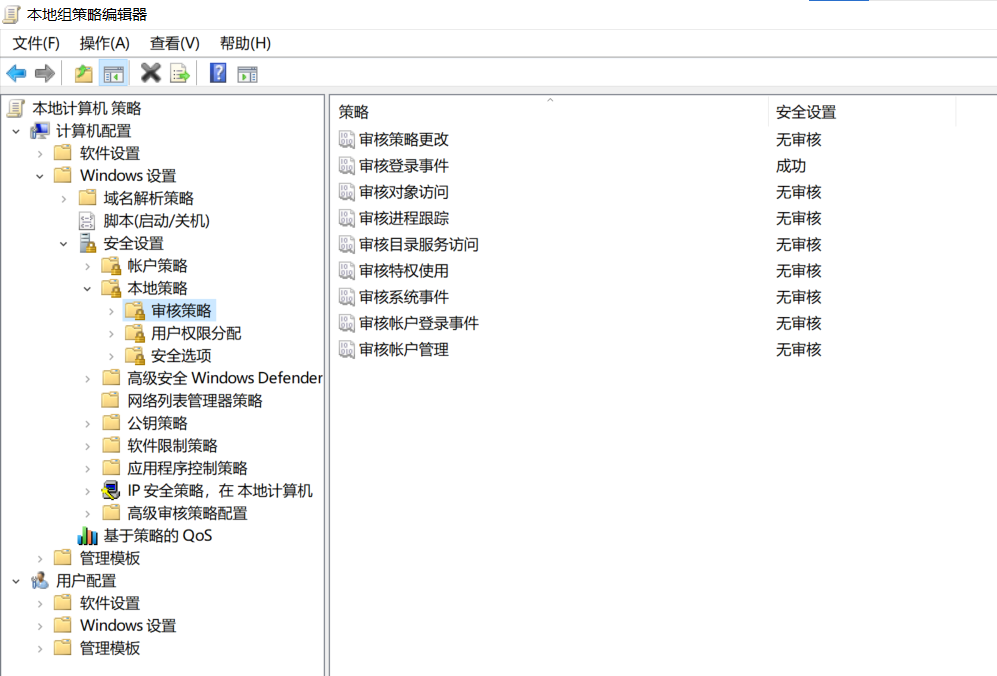 本地组策略编辑器
文件(F) 操作(A) 查看(V) 帮助(H)
本地计算机 策略
计算机配置
软件设置
Windows 设置
域名解析策略
脚本(启动/关机)
安全设置
帐户策略
本地策略
审核策略
用户权限分配
安全选项
高级安全 Windows Defender
网络列表管理器策略
公钥策略
软件限制策略
应用程序控制策略
IP 安全策略，在 本地计算机
高级审核策略配置
基于策略的 QoS
管理模板
用户配置
软件设置
Windows 设置
管理模板
策略 安全设置
审核策略更改 无审核
审核登录事件 成功
审核对象访问 无审核
审核进程跟踪 无审核
审核目录服务访问 无审核
审核特权使用 无审核
审核系统事件 无审核
审核帐户登录事件 无审核
审核帐户管理 无审核